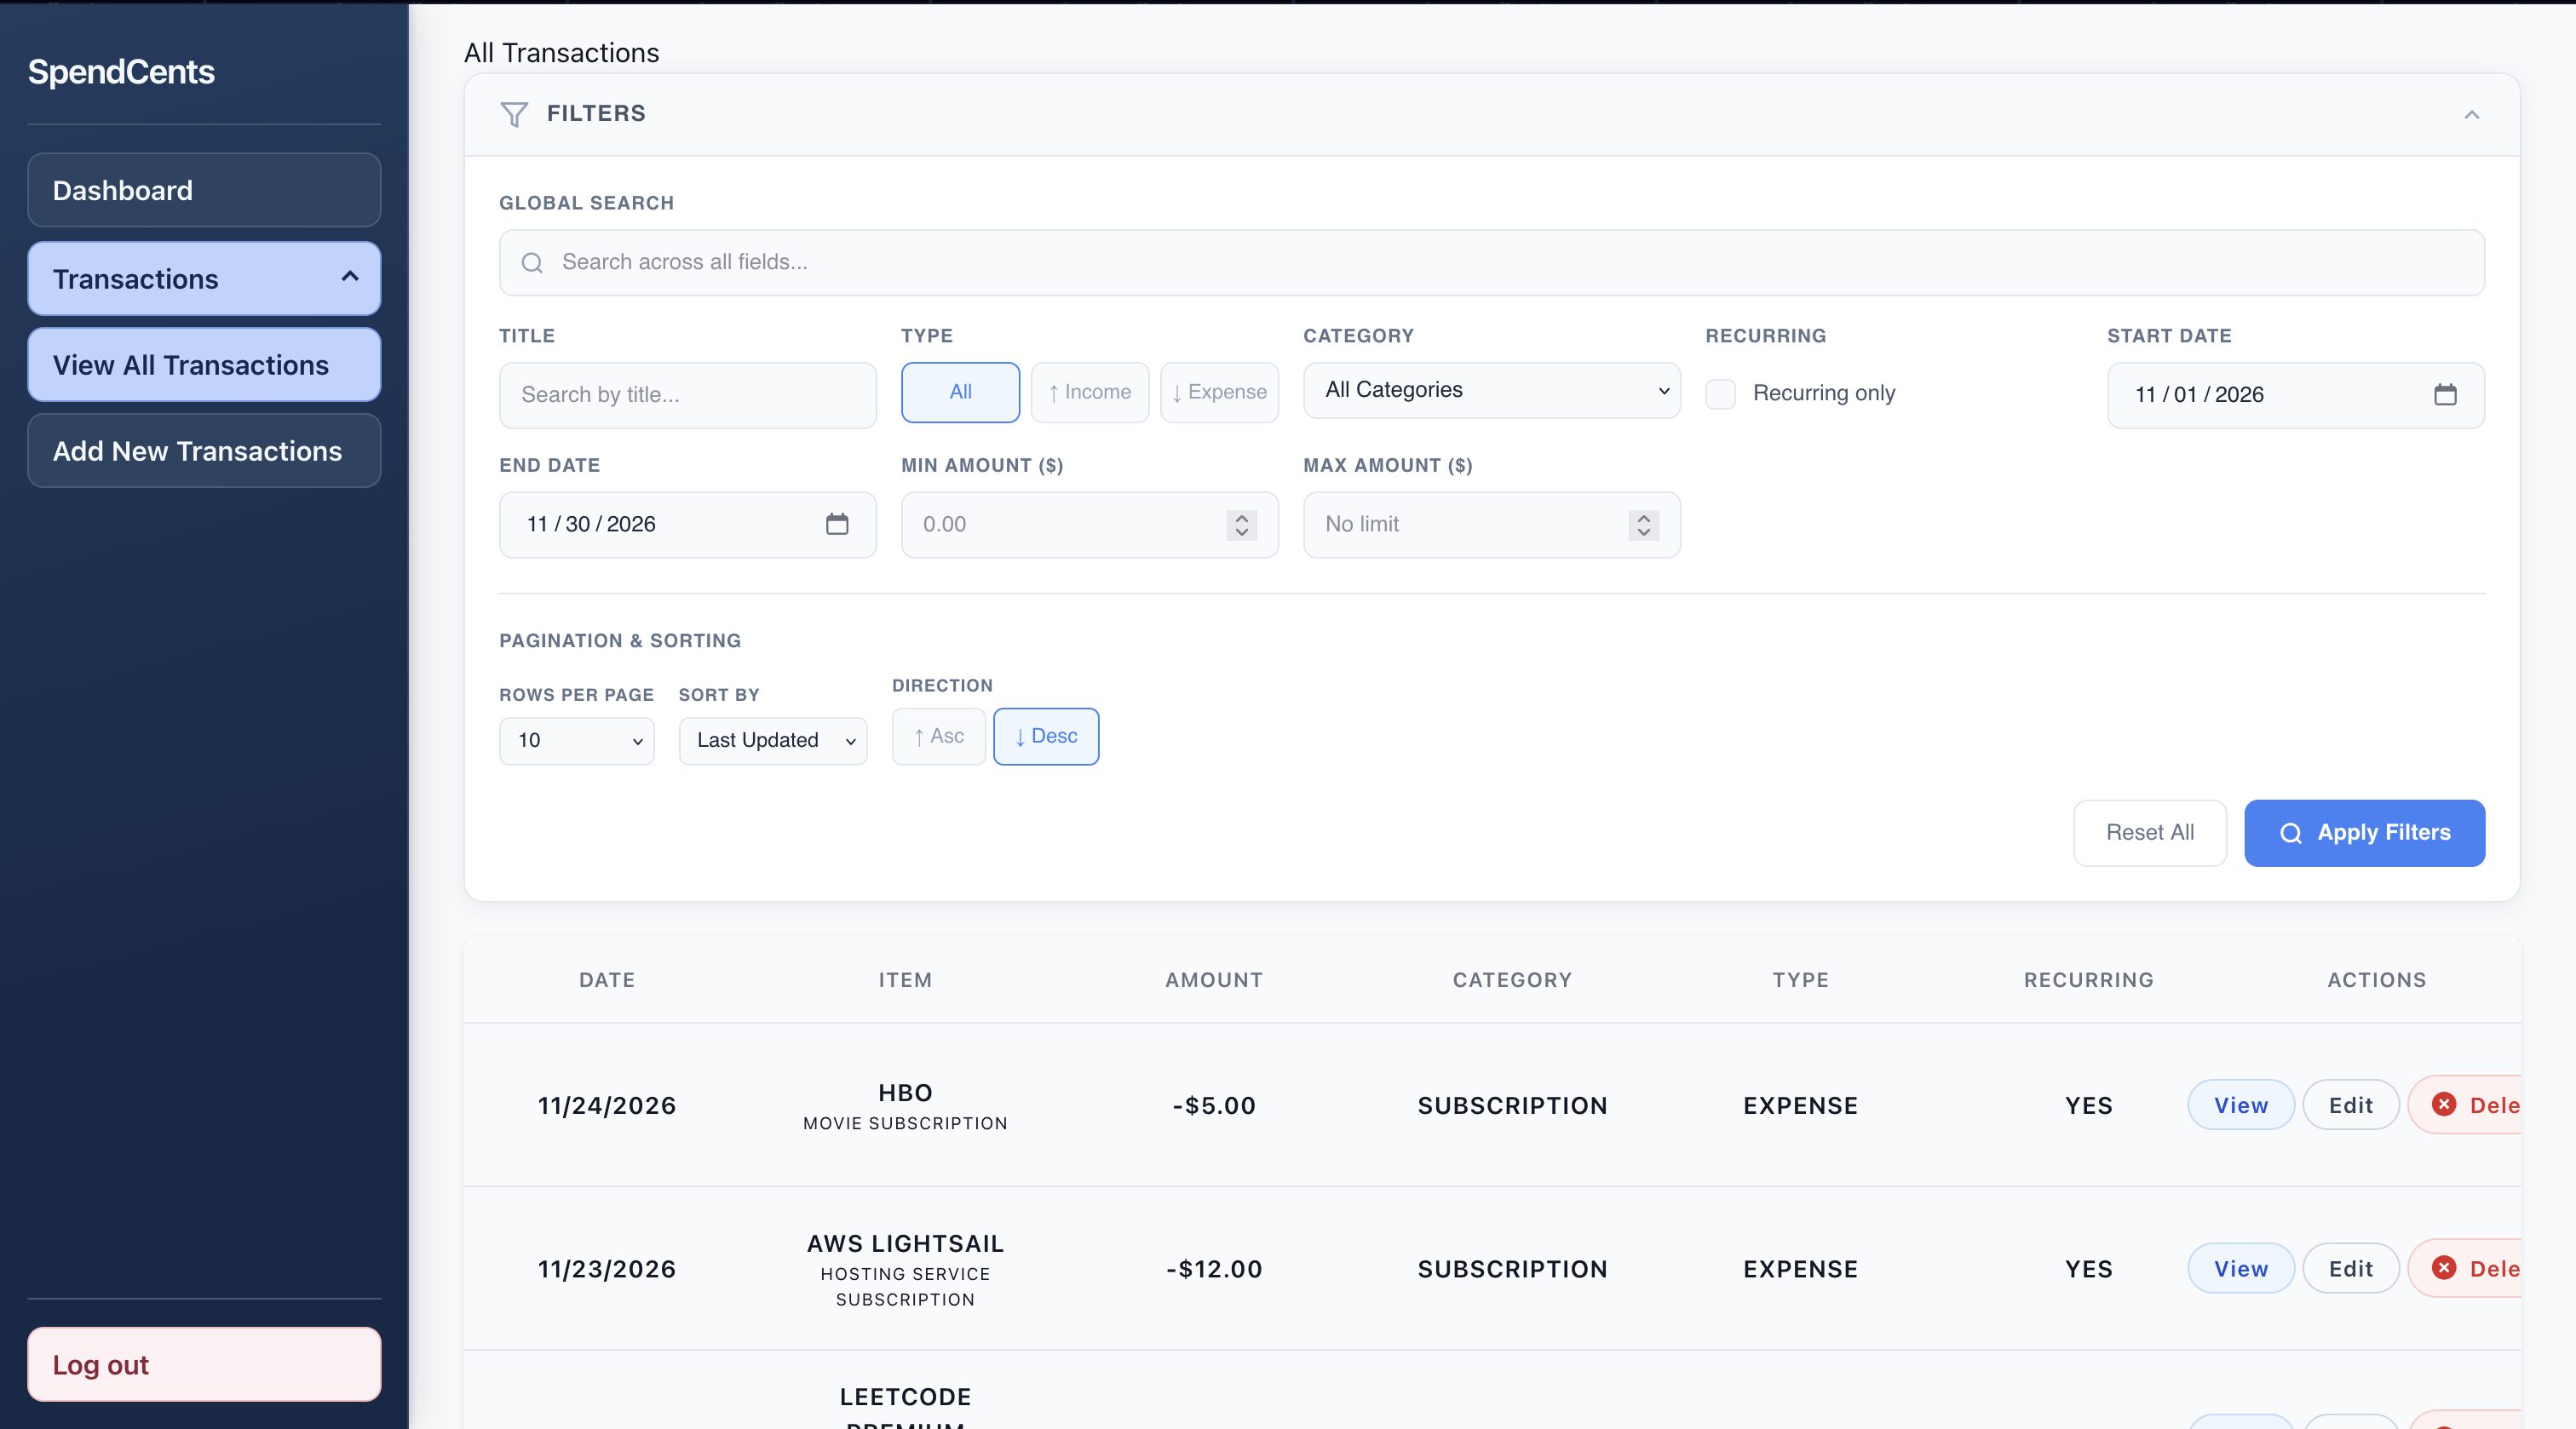 SpendCents
Dashboard
Transactions
View All Transactions
Add New Transactions
Log out
All Transactions
FILTERS
GLOBAL SEARCH
Search across all fields...
TITLE TYPE CATEGORY RECURRING START DATE
Search by title... All ↑ Income ↓ Expense All Categories Recurring only 11 / 01 / 2026
END DATE MIN AMOUNT ($) MAX AMOUNT ($)
11 / 30 / 2026 0.00 No limit
PAGINATION & SORTING
ROWS PER PAGE SORT BY DIRECTION
10 Last Updated ↑ Asc ↓ Desc
Reset All Apply Filters
DATE ITEM AMOUNT CATEGORY TYPE RECURRING ACTIONS
11/24/2026 HBO -$5.00 SUBSCRIPTION EXPENSE YES View Edit Dele
MOVIE SUBSCRIPTION
11/23/2026 AWS LIGHTSAIL -$12.00 SUBSCRIPTION EXPENSE YES View Edit Dele
HOSTING SERVICE
SUBSCRIPTION
LEETCODE
PREMIUM